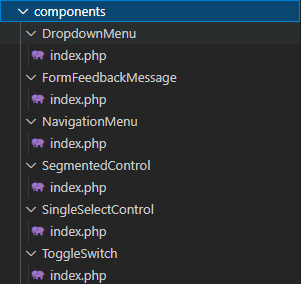 components
DropdownMenu
index.php
FormFeedbackMessage
index.php
NavigationMenu
index.php
SegmentedControl
index.php
SingleSelectControl
index.php
ToggleSwitch
index.php